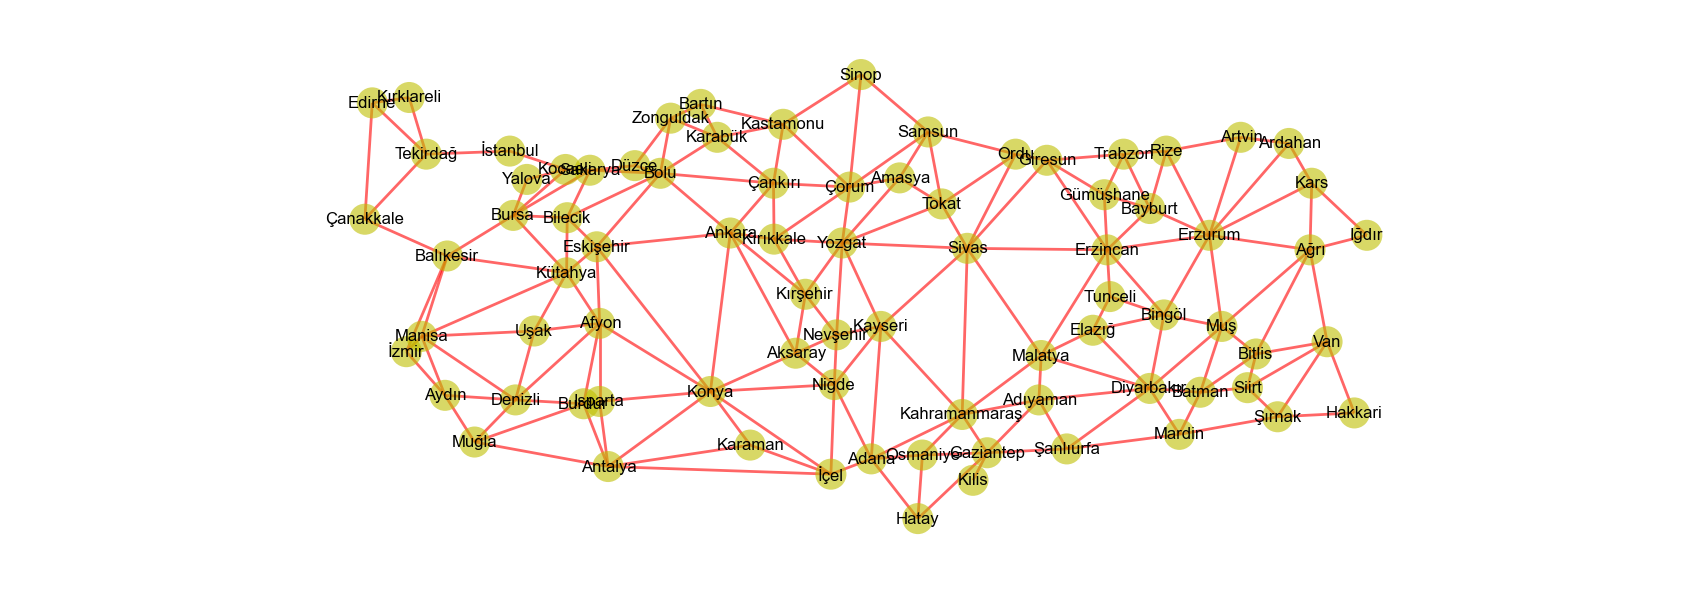 Sinop
Edirne
Kırklareli
Bartın
Zonguldak
Kastamonu
Karabük
Samsun
Artvin
Ardahan
Tekirdağ
İstanbul
Ordu
Giresun
Trabzon
Rize
Kocaeli
Sakarya
Düzce
Bolu
Yalova
Çankırı
Çorum
Amasya
Kars
Gümüşhane
Bayburt
Tokat
Çanakkale
Bursa
Bilecik
Ankara
Kırıkkale
Yozgat
Sivas
Erzincan
Erzurum
Iğdır
Ağrı
Eskişehir
Balıkesir
Kütahya
Kırşehir
Tunceli
Bingöl
Muş
Elazığ
Kayseri
Nevşehir
Afyon
Uşak
Manisa
İzmir
Aksaray
Malatya
Bitlis
Van
Siirt
Batman
Diyarbakır
Niğde
Konya
Aydın
Denizli
Burdur
Isparta
Adıyaman
Kahramanmaraş
Şırnak
Hakkari
Mardin
Muğla
Karaman
Antalya
İçel
Adana
Osmaniye
Gaziantep
Şanlıurfa
Kilis
Hatay